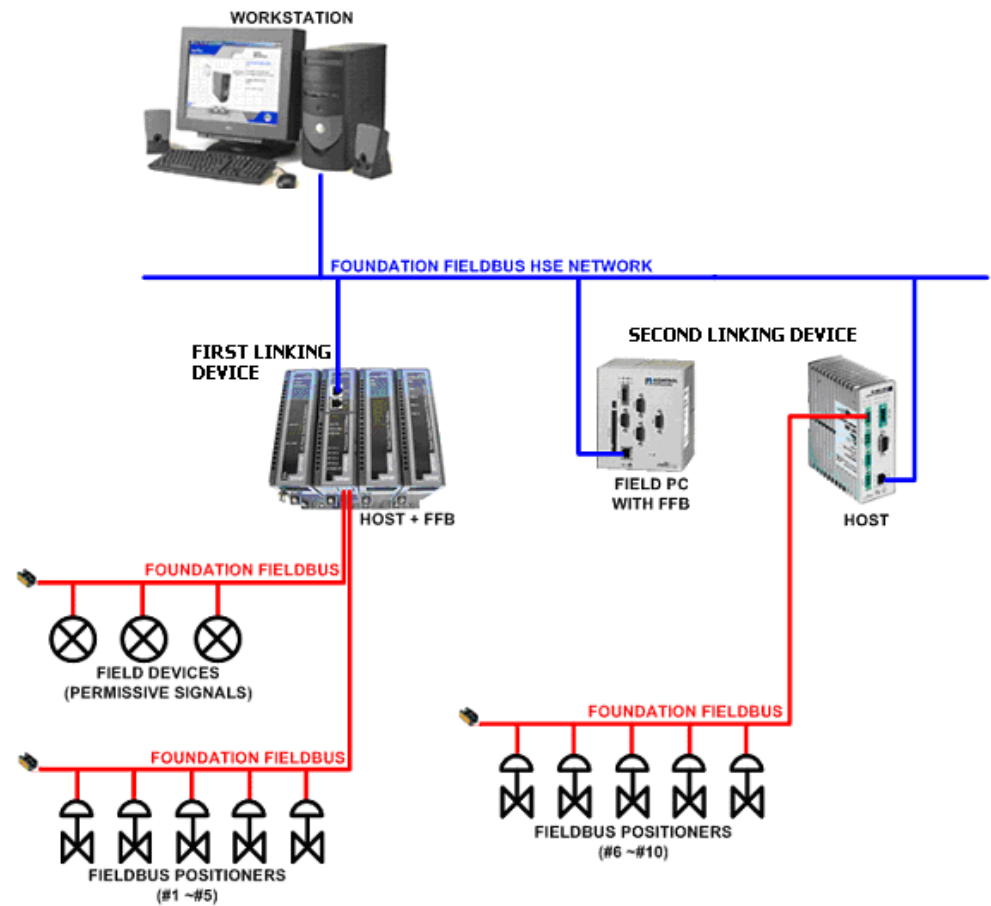 WORKSTATION
FOUNDATION FIELDBUS HSE NETWORK
FIRST LINKING
DEVICE
SECOND LINKING DEVICE
HOST + FFB
FIELD PC
WITH FFB
HOST
FOUNDATION FIELDBUS
FIELD DEVICES
(PERMISSIVE SIGNALS)
FOUNDATION FIELDBUS
FIELDBUS POSITIONERS
(#6 ~#10)
FOUNDATION FIELDBUS
FIELDBUS POSITIONERS
(#1 ~#5)